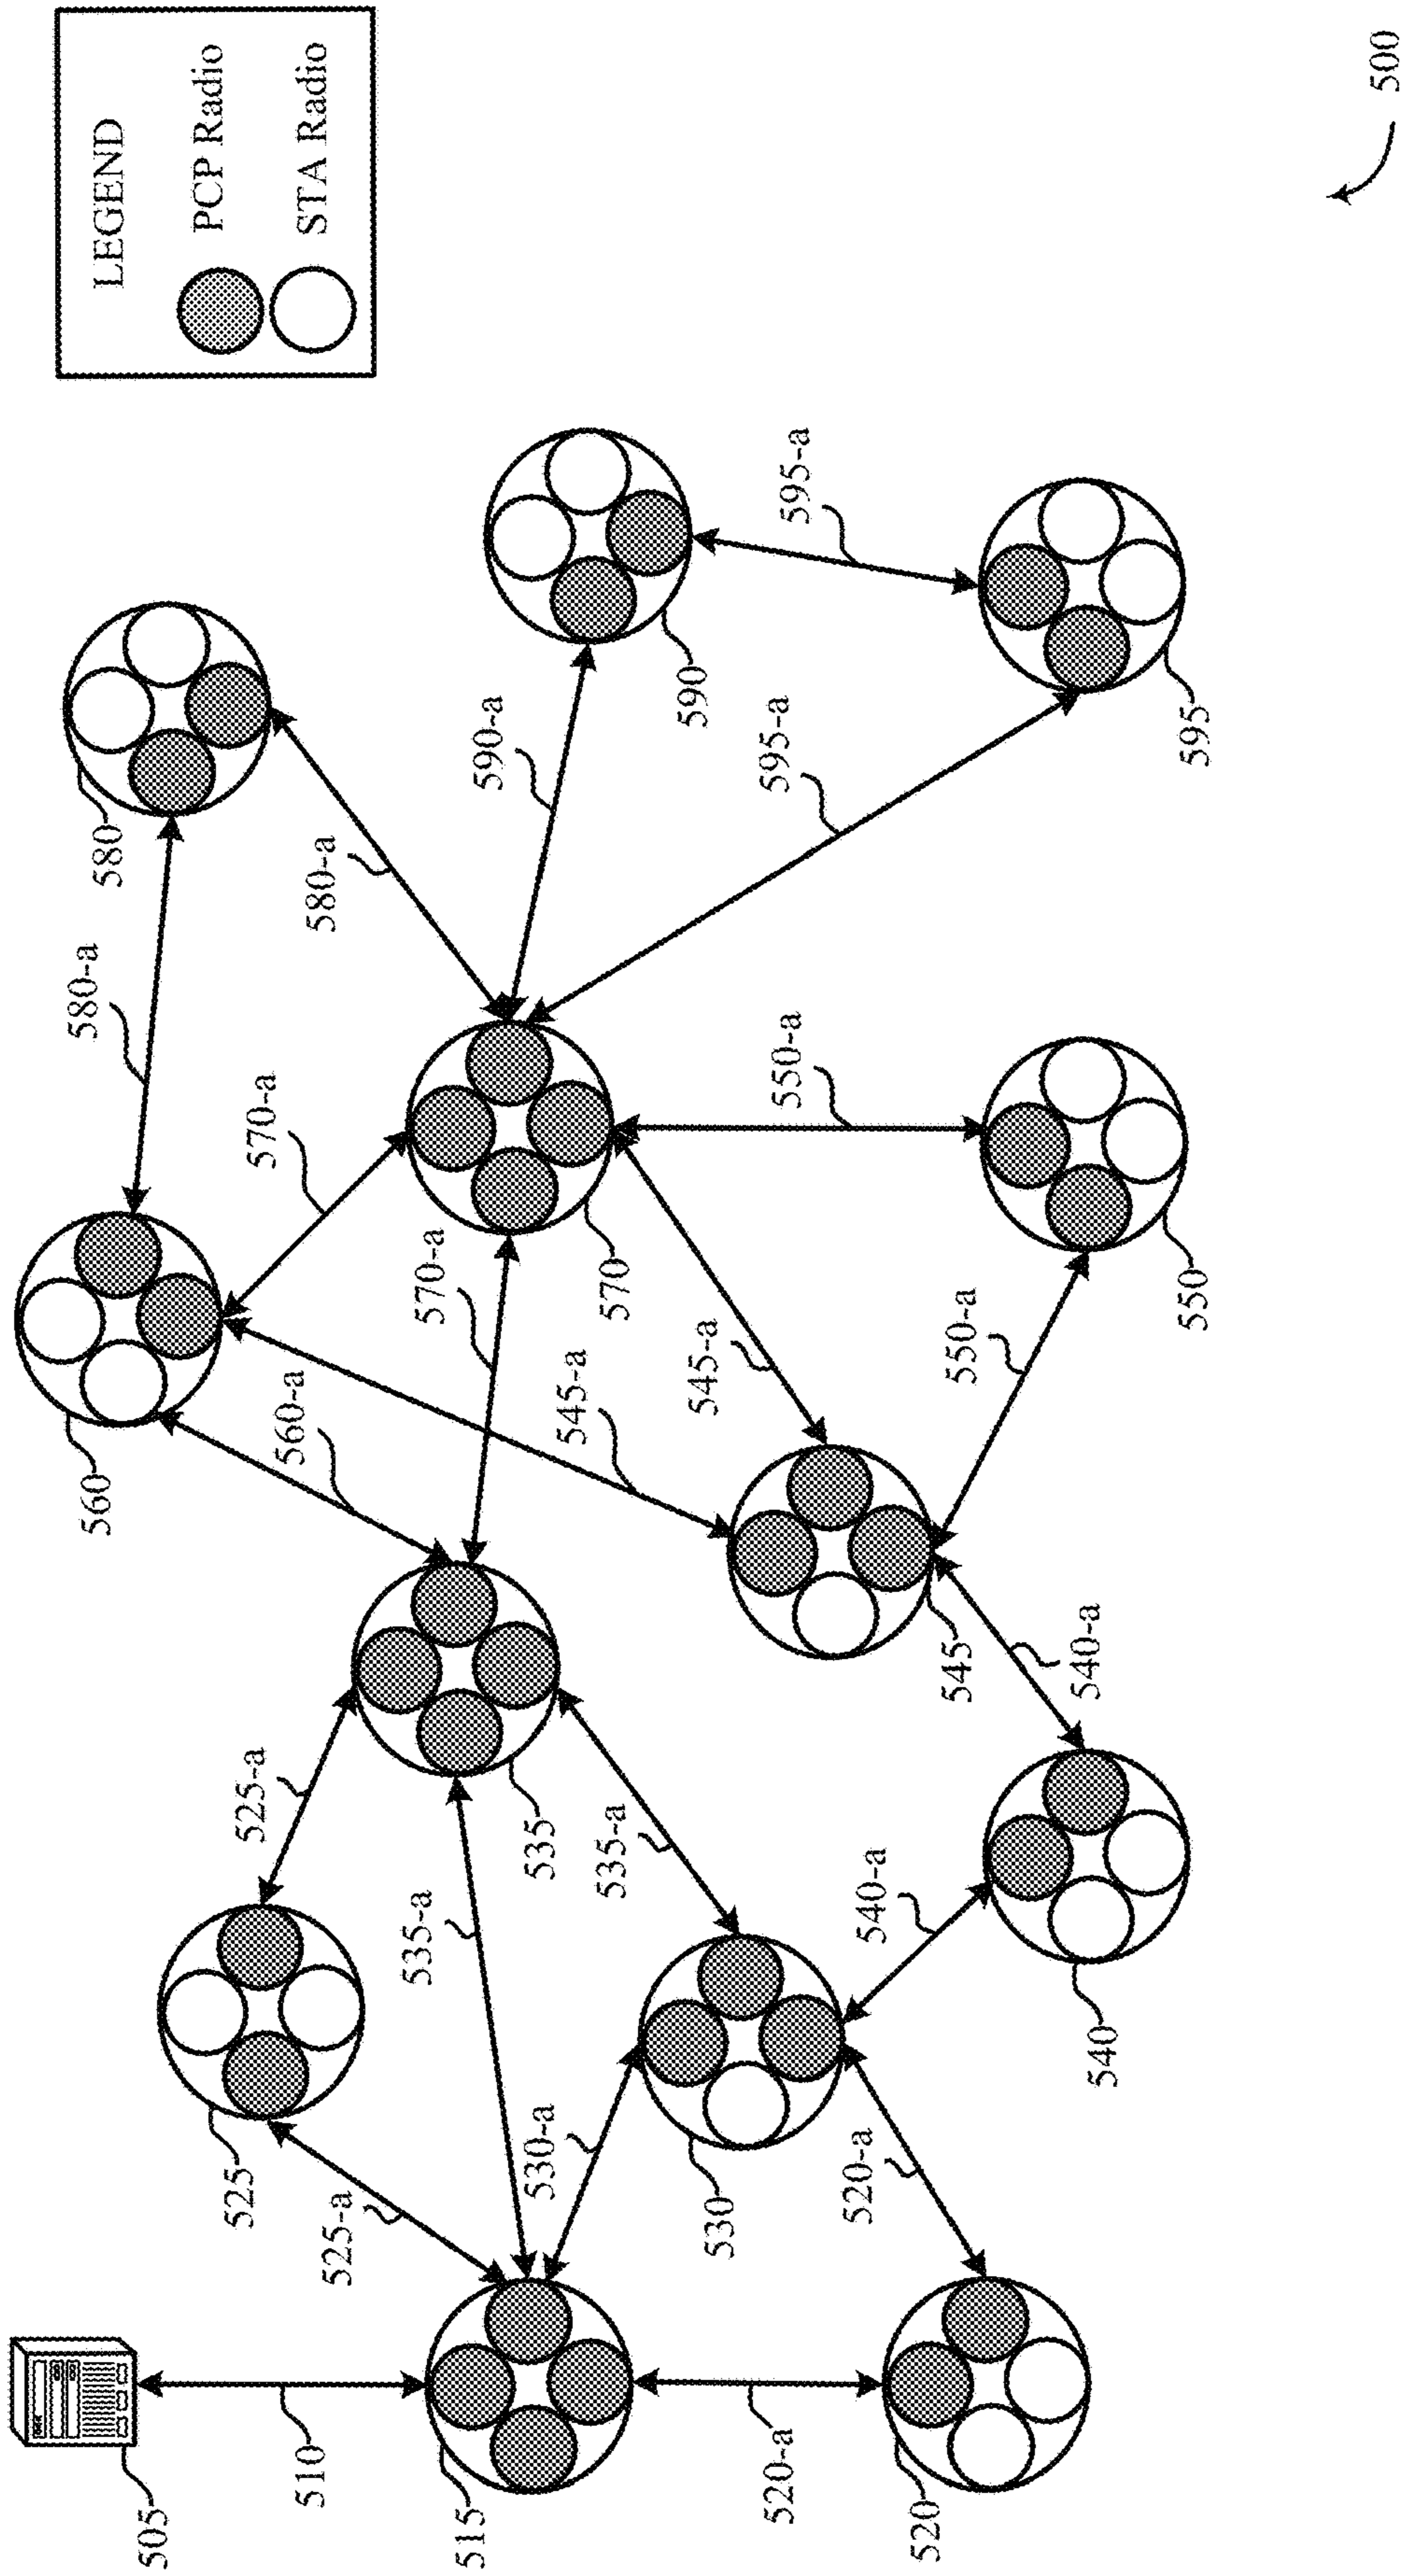 LEGEND
PCP Radio
STA Radio
505
510
515
520-a
520
525-a
525
525-a
530-a
530
520-a
535-a
535
535-a
540-a
540
540-a
545
560
560-a
545-a
570-a
570-a
570
545-a
550-a
550-a
550
580-a
580
580-a
590-a
590
595-a
595-a
595
500